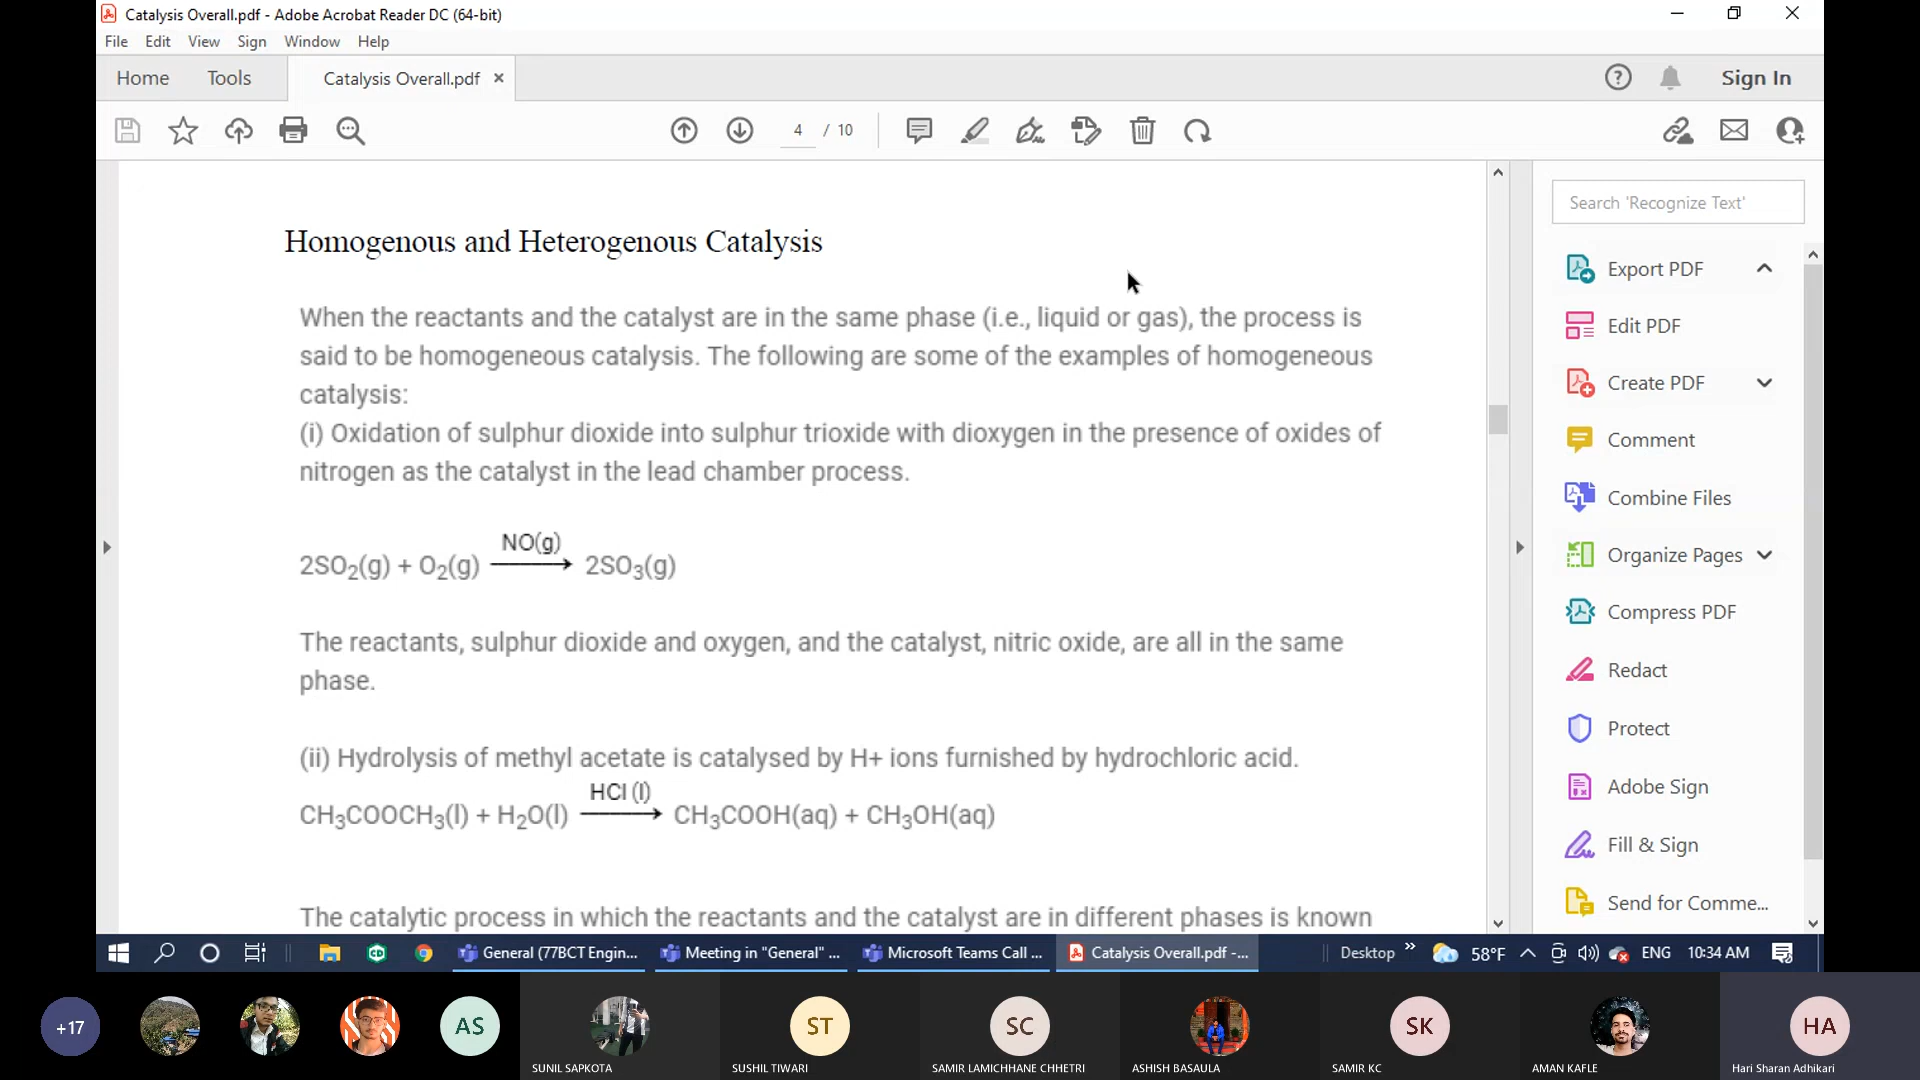 Catalysis Overall.pdf - Adobe Acrobat Reader DC (64-bit)
File Edit View Sign Window Help
Home Tools Catalysis Overall.pdf × Sign In
4 / 10
Homogenous and Heterogenous Catalysis
When the reactants and the catalyst are in the same phase (i.e., liquid or gas), the process is
said to be homogeneous catalysis. The following are some of the examples of homogeneous
catalysis:
(i) Oxidation of sulphur dioxide into sulphur trioxide with dioxygen in the presence of oxides of
nitrogen as the catalyst in the lead chamber process.
NO(g)
2SO₂(g) + O₂(g) ⟶ 2SO₃(g)
The reactants, sulphur dioxide and oxygen, and the catalyst, nitric oxide, are all in the same
phase.
(ii) Hydrolysis of methyl acetate is catalysed by H+ ions furnished by hydrochloric acid.
HCl (l)
CH₃COOCH₃(l) + H₂O(l) ⟶ CH₃COOH(aq) + CH₃OH(aq)
The catalytic process in which the reactants and the catalyst are in different phases is known
Search 'Recognize Text'
Export PDF
Edit PDF
Create PDF
Comment
Combine Files
Organize Pages
Compress PDF
Redact
Protect
Adobe Sign
Fill & Sign
Send for Comme...
General (77BCT Engin... Meeting in "General" ... Microsoft Teams Call ... Catalysis Overall.pdf -... Desktop » 58°F ENG 10:34 AM
+17 AS ST SC SK HA
SUNIL SAPKOTA SUSHIL TIWARI SAMIR LAMICHHANE CHHETRI ASHISH BASAULA SAMIR KC AMAN KAFLE Hari Sharan Adhikari